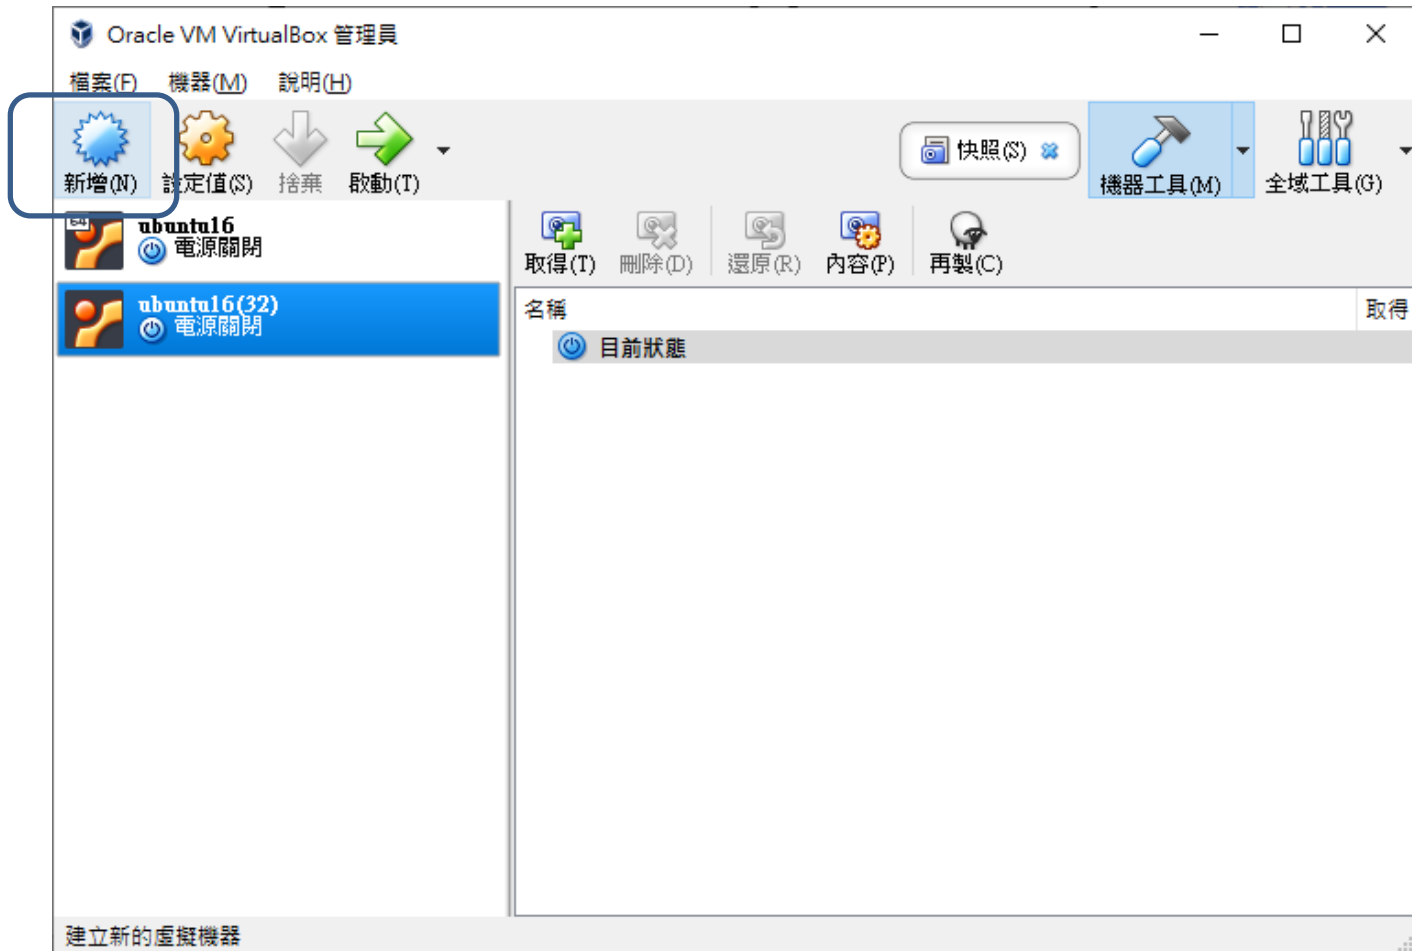 Oracle VM VirtualBox 管理員
檔案(F) 機器(M) 說明(H)
新增(N) 設定值(S) 捨棄 啟動(T) 快照(S) 機器工具(M) 全域工具(G)
64
ubuntu16
電源關閉
ubuntu16(32)
電源關閉
取得(T) 刪除(D) 還原(R) 內容(P) 再製(C)
名稱 取得
目前狀態
建立新的虛擬機器